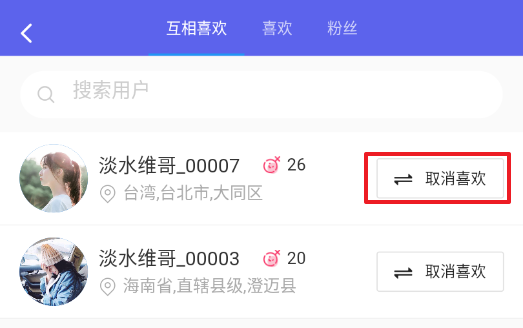 互相喜欢 喜欢 粉丝
搜索用户
淡水维哥_00007 26
台湾,台北市,大同区
取消喜欢
淡水维哥_00003 20
海南省,直辖县级,澄迈县
取消喜欢